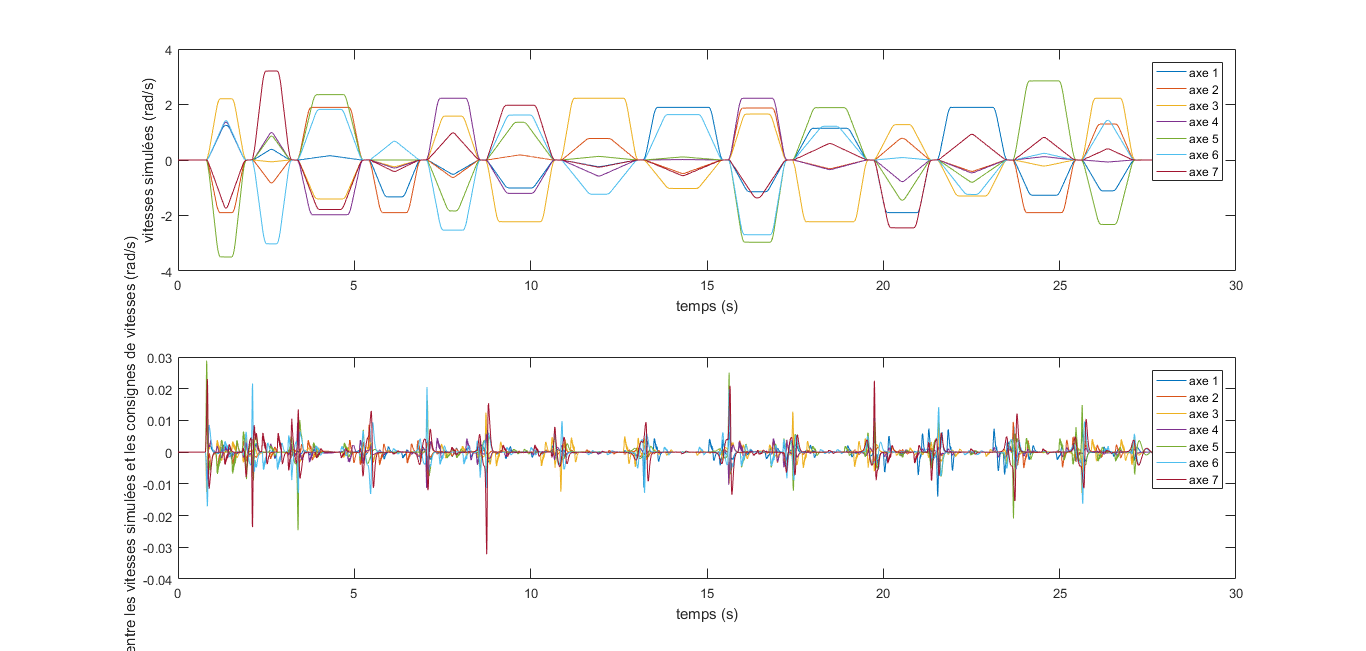 vitesses simulées (rad/s)
4
2
0
-2
-4
0
5
10
15
20
25
30
temps (s)
axe 1
axe 2
axe 3
axe 4
axe 5
axe 6
axe 7
entre les vitesses simulées et les consignes de vitesses (rad/s)
0.03
0.02
0.01
0
-0.01
-0.02
-0.03
-0.04
0
5
10
15
20
25
30
temps (s)
axe 1
axe 2
axe 3
axe 4
axe 5
axe 6
axe 7